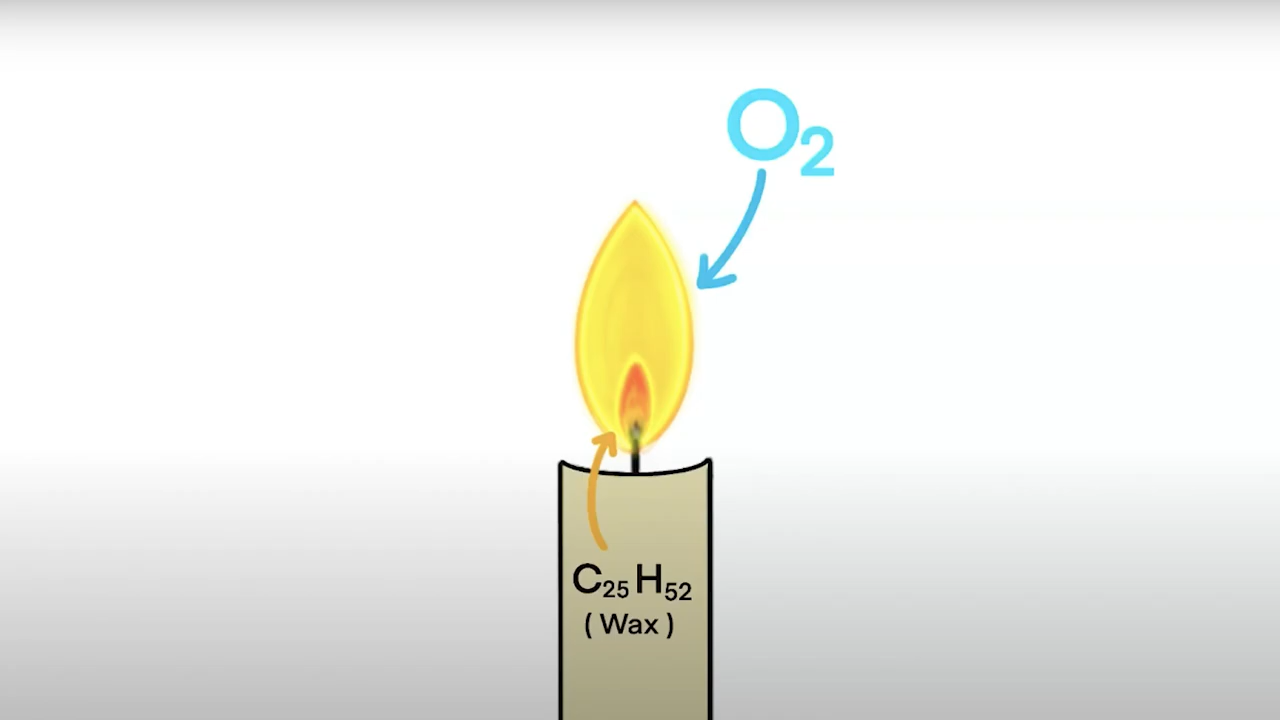 O₂
C₂₅H₅₂
( Wax )